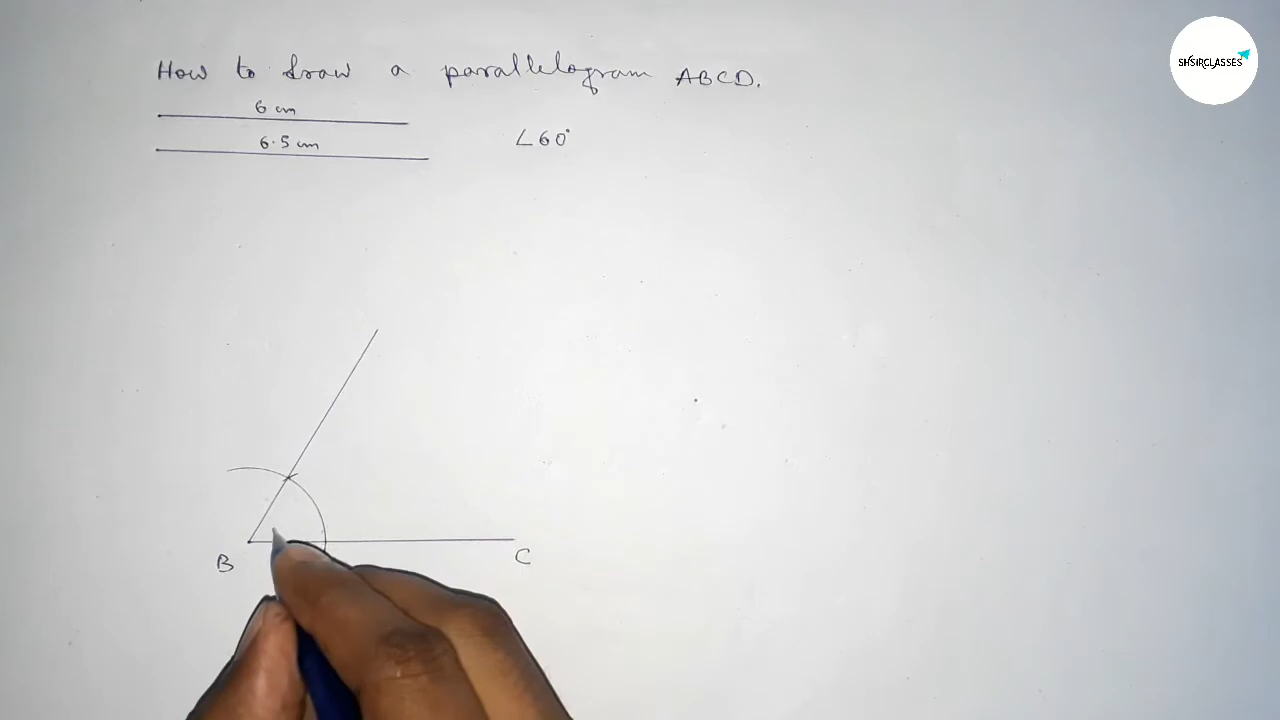 How to draw a parallelogram ABCD.
6 cm
6.5 cm
∠60°
B
C
SHSIRCLASSES